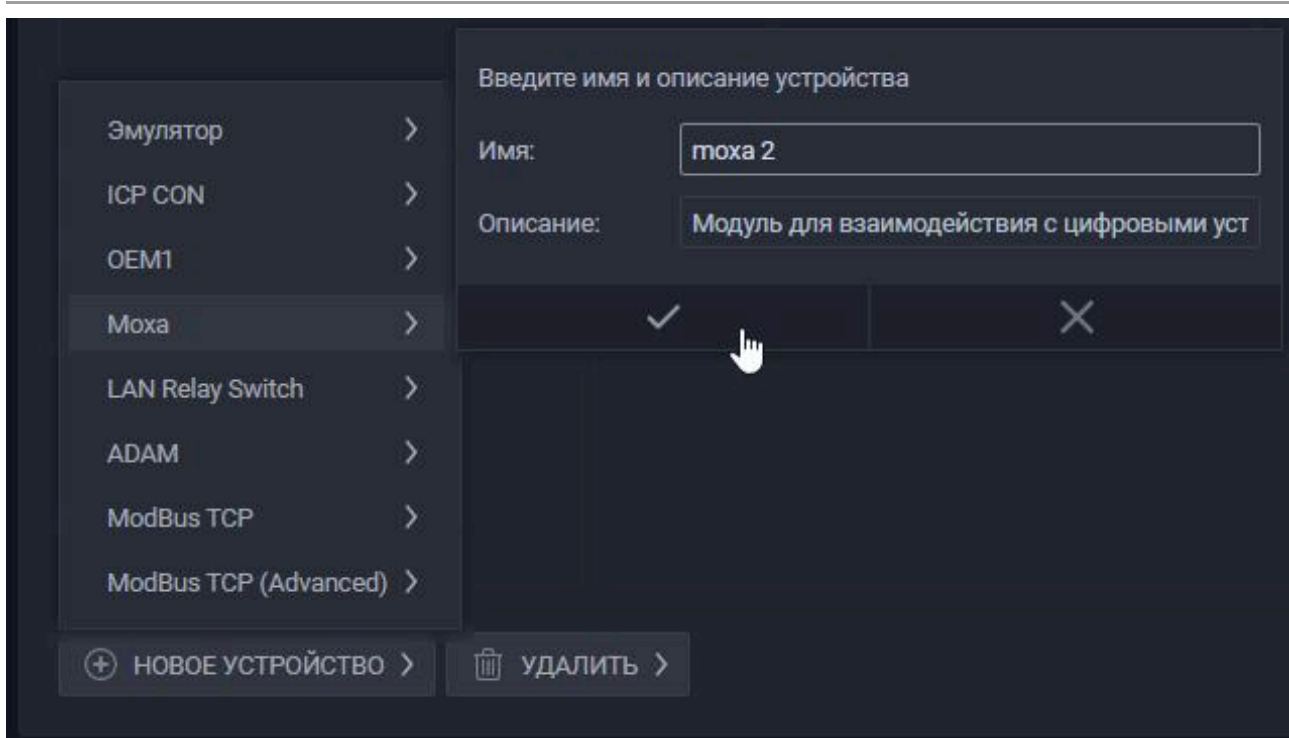 Введите имя и описание устройства
Имя: moxa 2
Описание: Модуль для взаимодействия с цифровыми уст
Эмулятор
ICP CON
OEM1
Moxa
LAN Relay Switch
ADAM
ModBus TCP
ModBus TCP (Advanced)
НОВОЕ УСТРОЙСТВО
УДАЛИТЬ